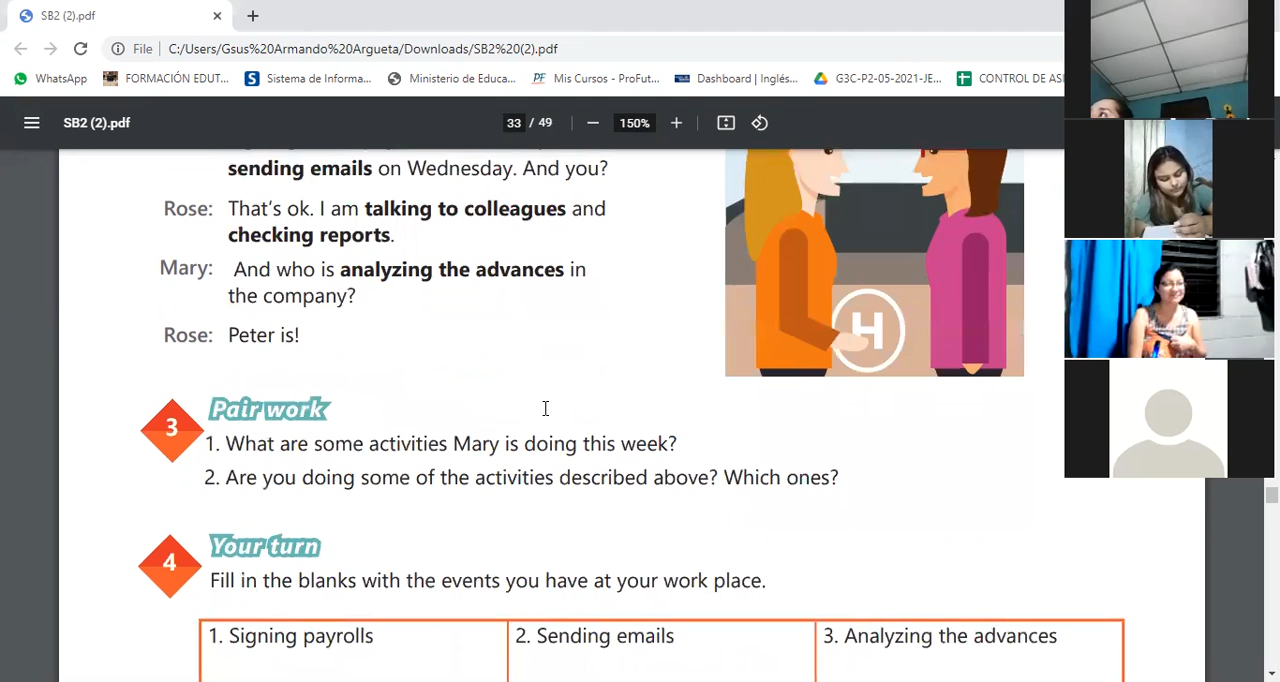 SB2 (2).pdf
File
C:/Users/Gsus%20Armando%20Argueta/Downloads/SB2%20(2).pdf
WhatsApp FORMACIÓN EDUT... Sistema de Informa... Ministerio de Educa... Mis Cursos - ProFut... Dashboard | Inglés... G3C-P2-05-2021-JE... CONTROL DE ASI
SB2 (2).pdf 33 / 49 150%
sending emails on Wednesday. And you?
Rose: That's ok. I am talking to colleagues and
checking reports.
Mary: And who is analyzing the advances in
the company?
Rose: Peter is!
H
3 Pair work
1. What are some activities Mary is doing this week?
2. Are you doing some of the activities described above? Which ones?
4 Your turn
Fill in the blanks with the events you have at your work place.
1. Signing payrolls 2. Sending emails 3. Analyzing the advances